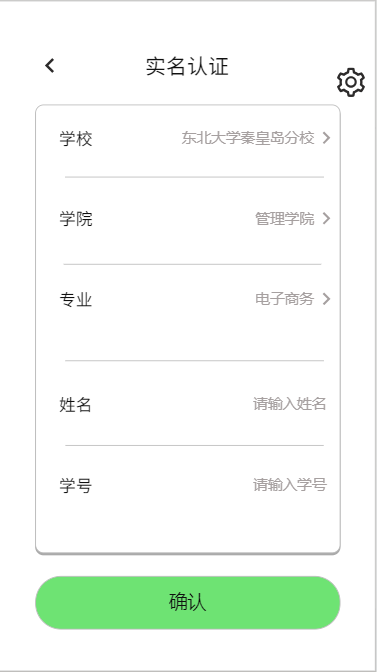 实名认证
学校 东北大学秦皇岛分校
学院 管理学院
专业 电子商务
姓名 请输入姓名
学号 请输入学号
确认